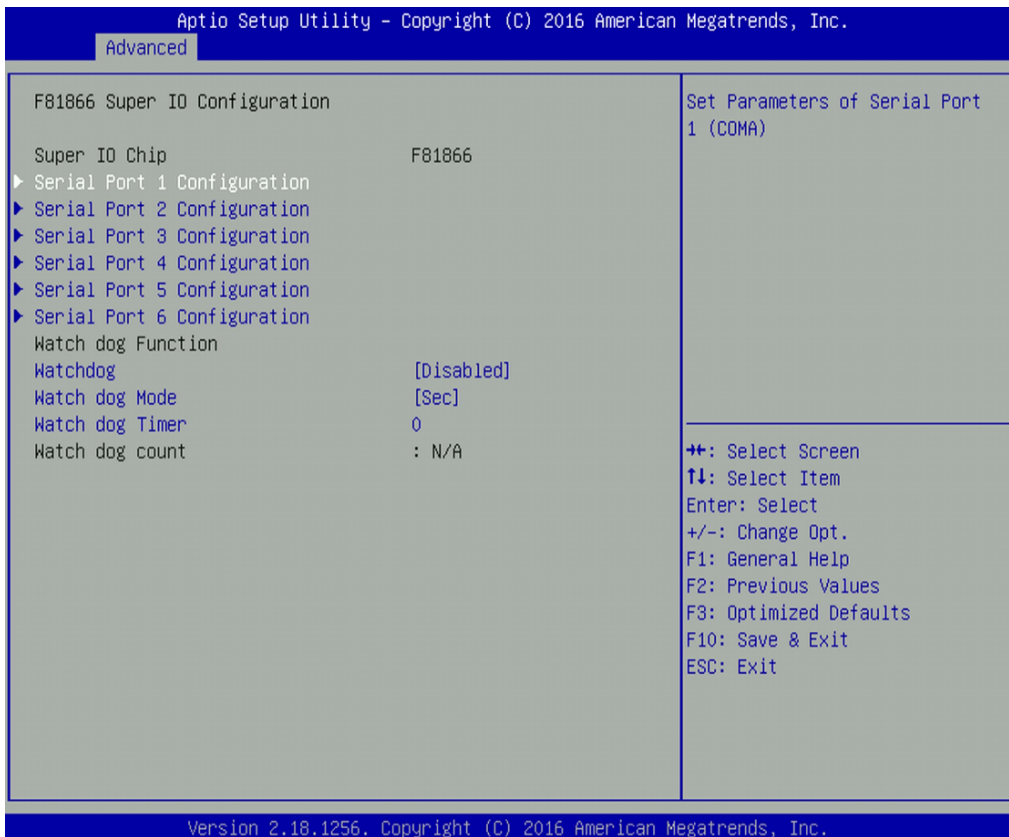 Aptio Setup Utility – Copyright (C) 2016 American Megatrends, Inc.
Advanced
F81866 Super IO Configuration
Super IO Chip F81866
Serial Port 1 Configuration
Serial Port 2 Configuration
Serial Port 3 Configuration
Serial Port 4 Configuration
Serial Port 5 Configuration
Serial Port 6 Configuration
Watch dog Function
Watchdog [Disabled]
Watch dog Mode [Sec]
Watch dog Timer 0
Watch dog count : N/A
Set Parameters of Serial Port
1 (COMA)
→←: Select Screen
↑↓: Select Item
Enter: Select
+/-: Change Opt.
F1: General Help
F2: Previous Values
F3: Optimized Defaults
F10: Save & Exit
ESC: Exit
Version 2.18.1256. Copyright (C) 2016 American Megatrends, Inc.